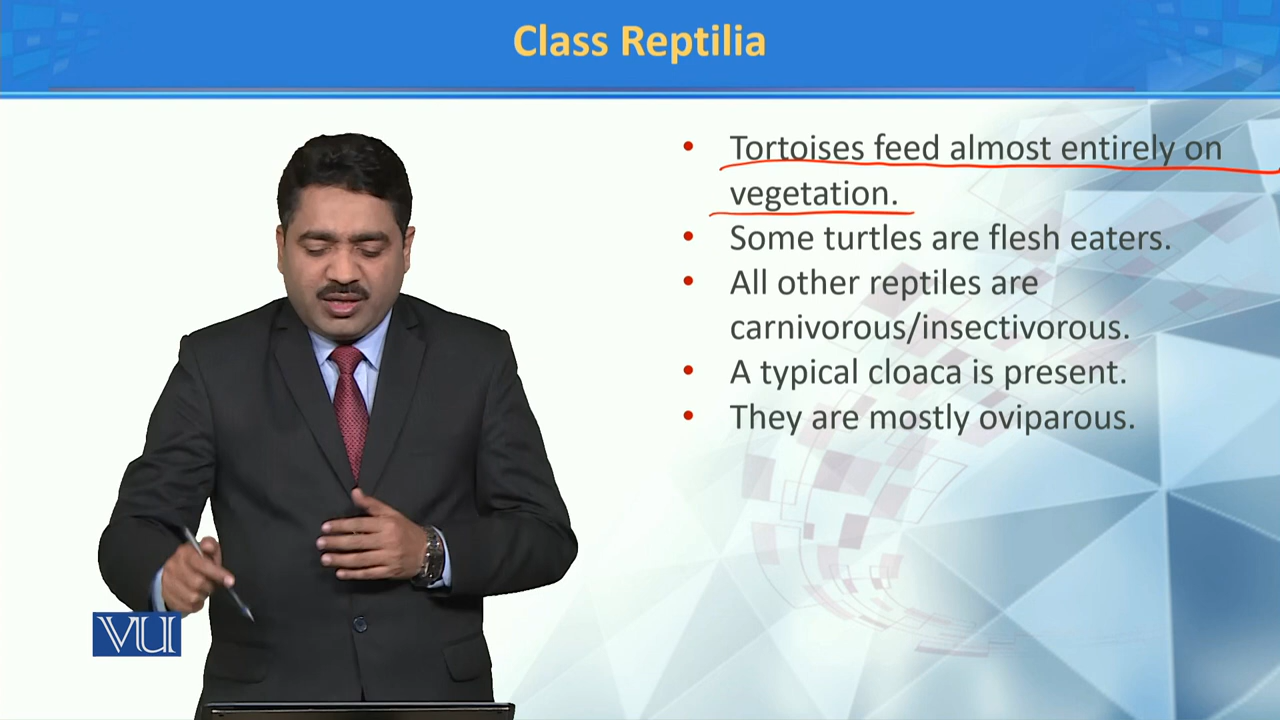 Class Reptilia
• Tortoises feed almost entirely on
vegetation.
• Some turtles are flesh eaters.
• All other reptiles are
carnivorous/insectivorous.
• A typical cloaca is present.
• They are mostly oviparous.
VU